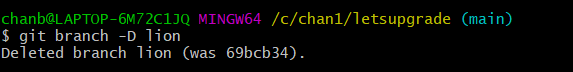 chanb@LAPTOP-6M72C1JQ MINGW64 /c/chan1/letsupgrade (main)
$ git branch -D lion
Deleted branch lion (was 69bcb34).